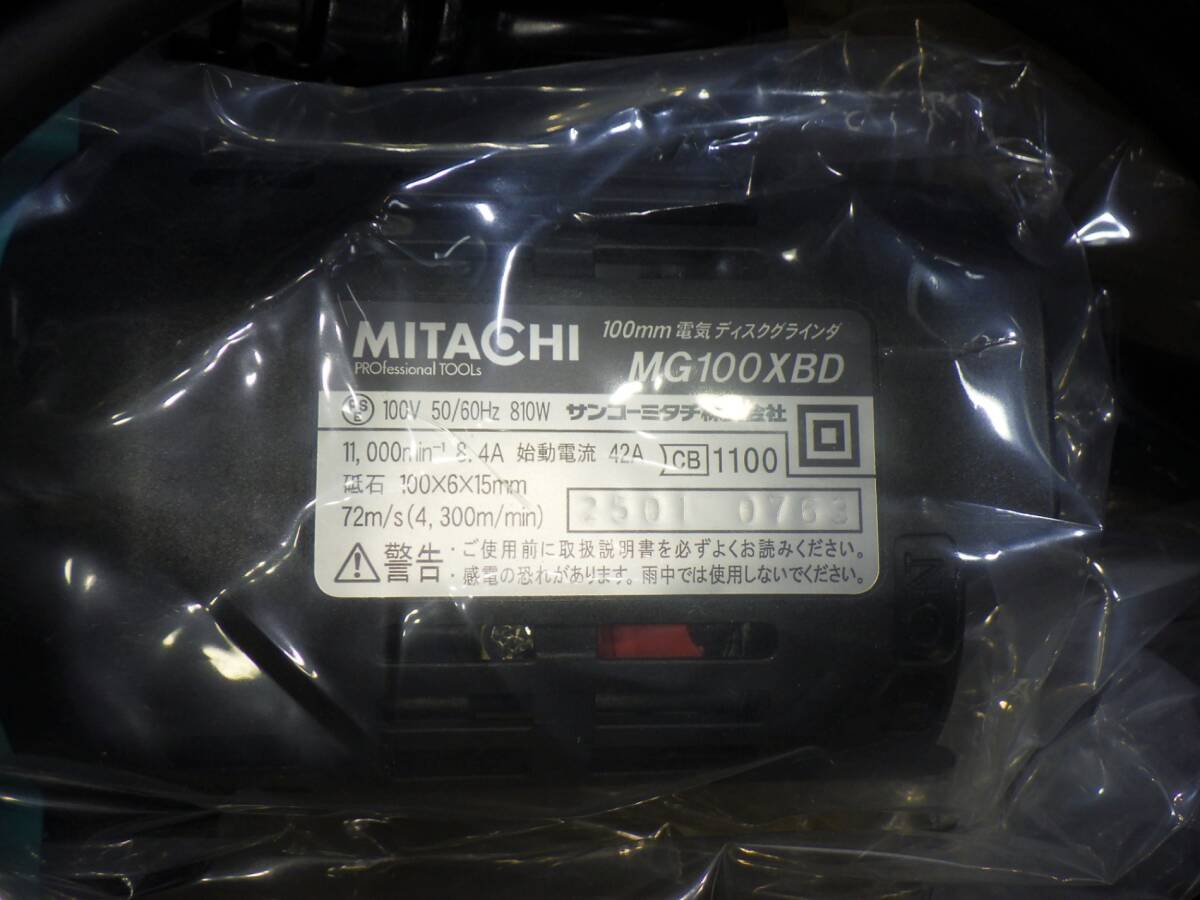 MITACHI
PROfessional TOOLs
100mm 電気ディスクグラインダ
MG100XBD
PS E 100V 50/60Hz 810W サンコーミタチ株式会社
11,000min⁻¹ 8.4A 始動電流 42A CB 1100
砥石 100×6×15mm
72m/s(4,300m/min) 2501 0763
警告 ・ご使用前に取扱説明書を必ずよくお読みください。
・感電の恐れがあります。雨中では使用しないでください。